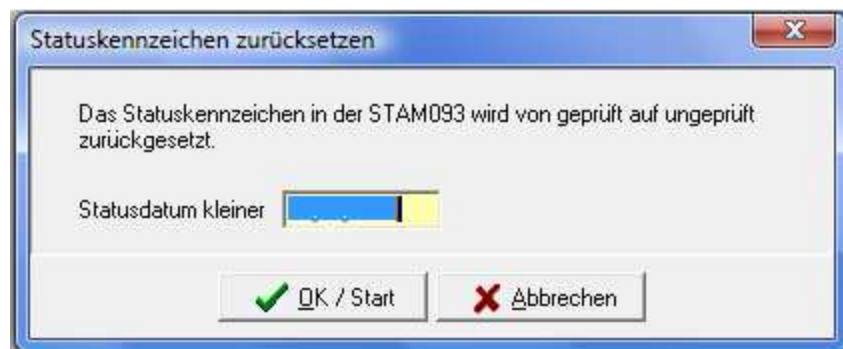 Statuskennzeichen zurücksetzen
Das Statuskennzeichen in der STAM093 wird von geprüft auf ungeprüft
zurückgesetzt.
Statusdatum kleiner
OK / Start
Abbrechen